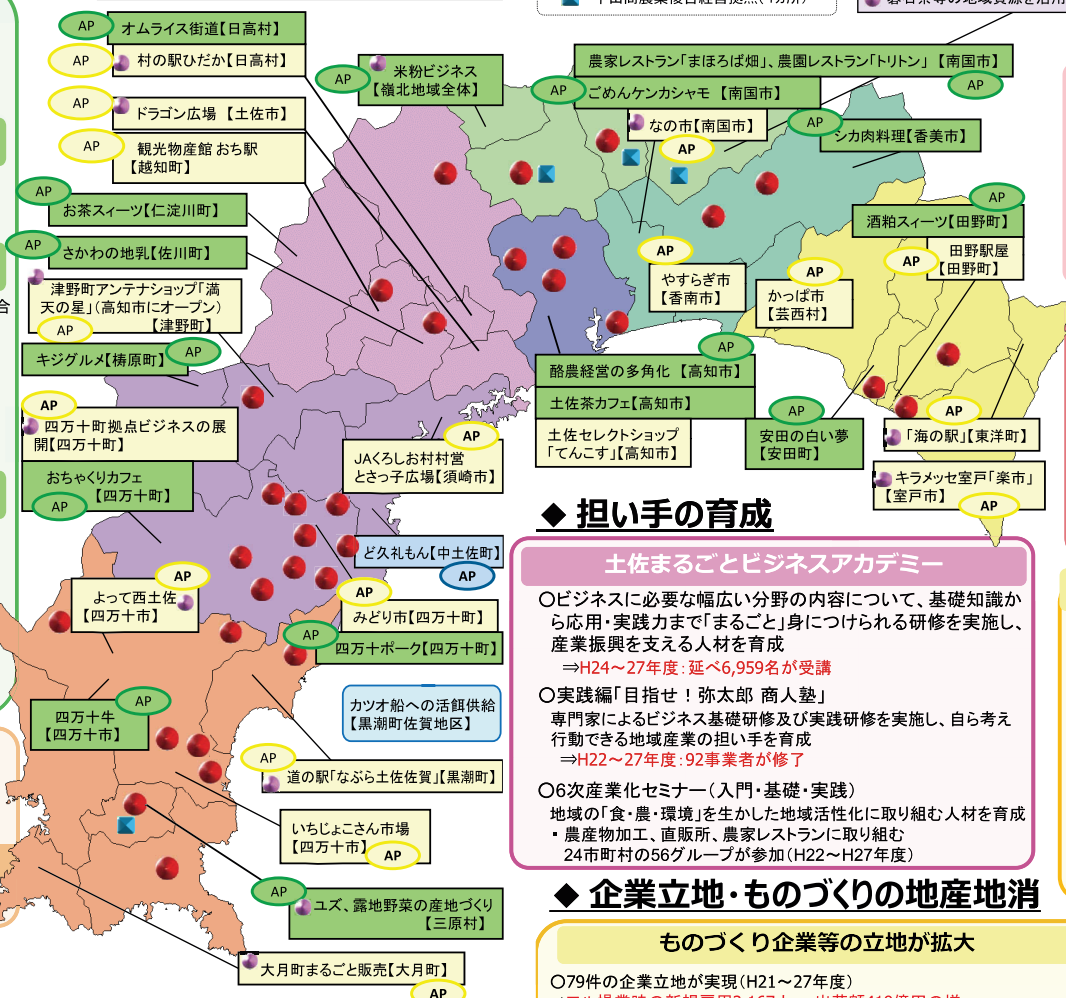 AP
オムライス街道【日高村】
AP
村の駅ひだか【日高村】
AP
ドラゴン広場 【土佐市】
AP
観光物産館 おち駅
【越知町】
AP
お茶スィーツ【仁淀川町】
AP
さかわの地乳【佐川町】
津野町アンテナショップ「満
天の星」（高知市にオープン）
【津野町】
AP
キジグルメ【梼原町】
AP
AP
四万十町拠点ビジネスの展
開【四万十町】
おちゃくりカフェ
【四万十町】
AP
AP
米粉ビジネス
【嶺北地域全体】
農家レストラン「まほろば畑」、農園レストラン「トリトン」 【南国市】
AP
AP
ごめんケンカシャモ 【南国市】
なの市【南国市】
AP
AP
シカ肉料理【香美市】
AP
酒粕スィーツ【田野町】
AP
田野駅屋
【田野町】
AP
やすらぎ市
【香南市】
AP
かっぱ市
【芸西村】
AP
酪農経営の多角化 【高知市】
土佐茶カフェ【高知市】
土佐セレクトショップ
「てんこす」【高知市】
AP
安田の白い夢
【安田町】
AP
「海の駅」【東洋町】
キラメッセ室戸「楽市」
【室戸市】
AP
AP
JAくろしお村村営
とさっ子広場【須崎市】
ど久礼もん【中土佐町】
AP
AP
よって西土佐
【四万十市】
AP
みどり市【四万十町】
AP
四万十ポーク【四万十町】
カツオ船への活餌供給
【黒潮町佐賀地区】
AP
四万十牛
【四万十市】
AP
道の駅「なぶら土佐佐賀」【黒潮町】
いちじょこさん市場
【四万十市】
AP
AP
ユズ、露地野菜の産地づくり
【三原村】
大月町まるごと販売【大月町】
AP
合
◆ 担い手の育成
土佐まるごとビジネスアカデミー
○ビジネスに必要な幅広い分野の内容について、基礎知識か
ら応用・実践力まで「まるごと」身につけられる研修を実施し、
産業振興を支える人材を育成
⇒H24～27年度：延べ6,959名が受講
○実践編「目指せ！弥太郎 商人塾」
専門家によるビジネス基礎研修及び実践研修を実施し、自ら考え
行動できる地域産業の担い手を育成
⇒H22～27年度：92事業者が修了
○6次産業化セミナー（入門・基礎・実践）
地域の「食・農・環境」を生かした地域活性化に取り組む人材を育成
・農産物加工、直販所、農家レストランに取り組む
24市町村の56グループが参加（H22～H27年度）
◆ 企業立地・ものづくりの地産地消
ものづくり企業等の立地が拡大
○79件の企業立地が実現（H21～27年度）